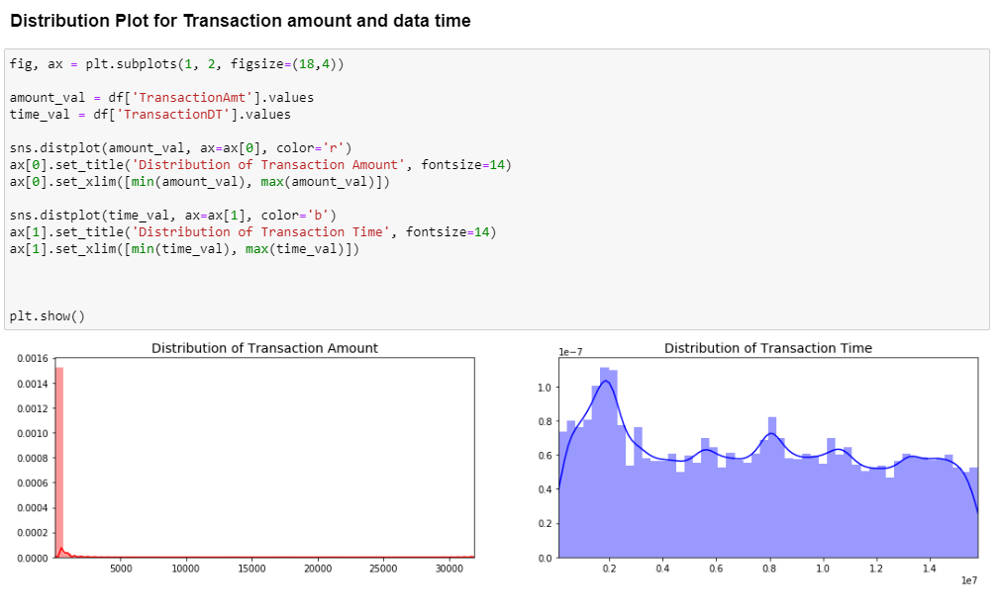 Distribution Plot for Transaction amount and data time
fig, ax = plt.subplots(1, 2, figsize=(18,4))
amount_val = df['TransactionAmt'].values
time_val = df['TransactionDT'].values
sns.distplot(amount_val, ax=ax[0], color='r')
ax[0].set_title('Distribution of Transaction Amount', fontsize=14)
ax[0].set_xlim([min(amount_val), max(amount_val)])
sns.distplot(time_val, ax=ax[1], color='b')
ax[1].set_title('Distribution of Transaction Time', fontsize=14)
ax[1].set_xlim([min(time_val), max(time_val)])
plt.show()
Distribution of Transaction Amount
0.0016
0.0014
0.0012
0.0010
0.0008
0.0006
0.0004
0.0002
0.0000
5000 10000 15000 20000 25000 30000
Distribution of Transaction Time
1e−7
1.0
0.8
0.6
0.4
0.2
0.0
0.2 0.4 0.6 0.8 1.0 1.2 1.4
1e7